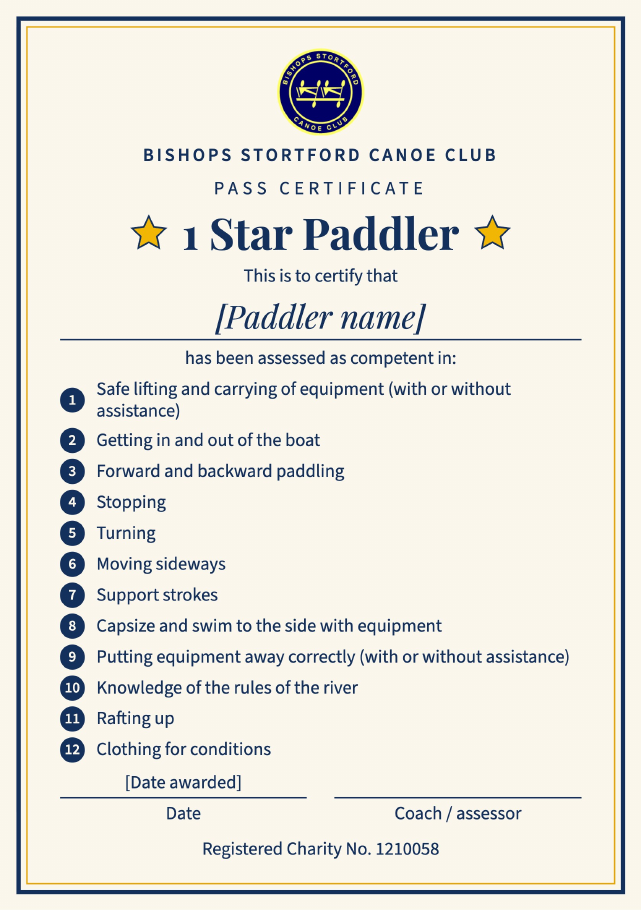 BISHOPS STORTFORD
CANOE CLUB
BISHOPS STORTFORD CANOE CLUB
PASS CERTIFICATE
1 Star Paddler
This is to certify that
[Paddler name]
has been assessed as competent in:
1 Safe lifting and carrying of equipment (with or without
assistance)
2 Getting in and out of the boat
3 Forward and backward paddling
4 Stopping
5 Turning
6 Moving sideways
7 Support strokes
8 Capsize and swim to the side with equipment
9 Putting equipment away correctly (with or without assistance)
10 Knowledge of the rules of the river
11 Rafting up
12 Clothing for conditions
[Date awarded]
Date Coach / assessor
Registered Charity No. 1210058